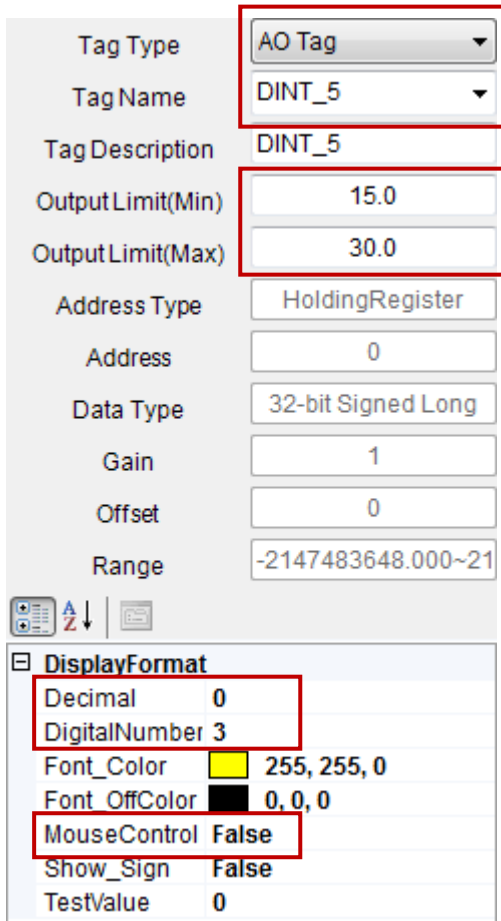 Tag Type AO Tag
Tag Name DINT_5
Tag Description DINT_5
Output Limit(Min) 15.0
Output Limit(Max) 30.0
Address Type HoldingRegister
Address 0
Data Type 32-bit Signed Long
Gain 1
Offset 0
Range -2147483648.000~21
A
Z
DisplayFormat
Decimal 0
DigitalNumber 3
Font_Color 255, 255, 0
Font_OffColor 0, 0, 0
MouseControl False
Show_Sign False
TestValue 0